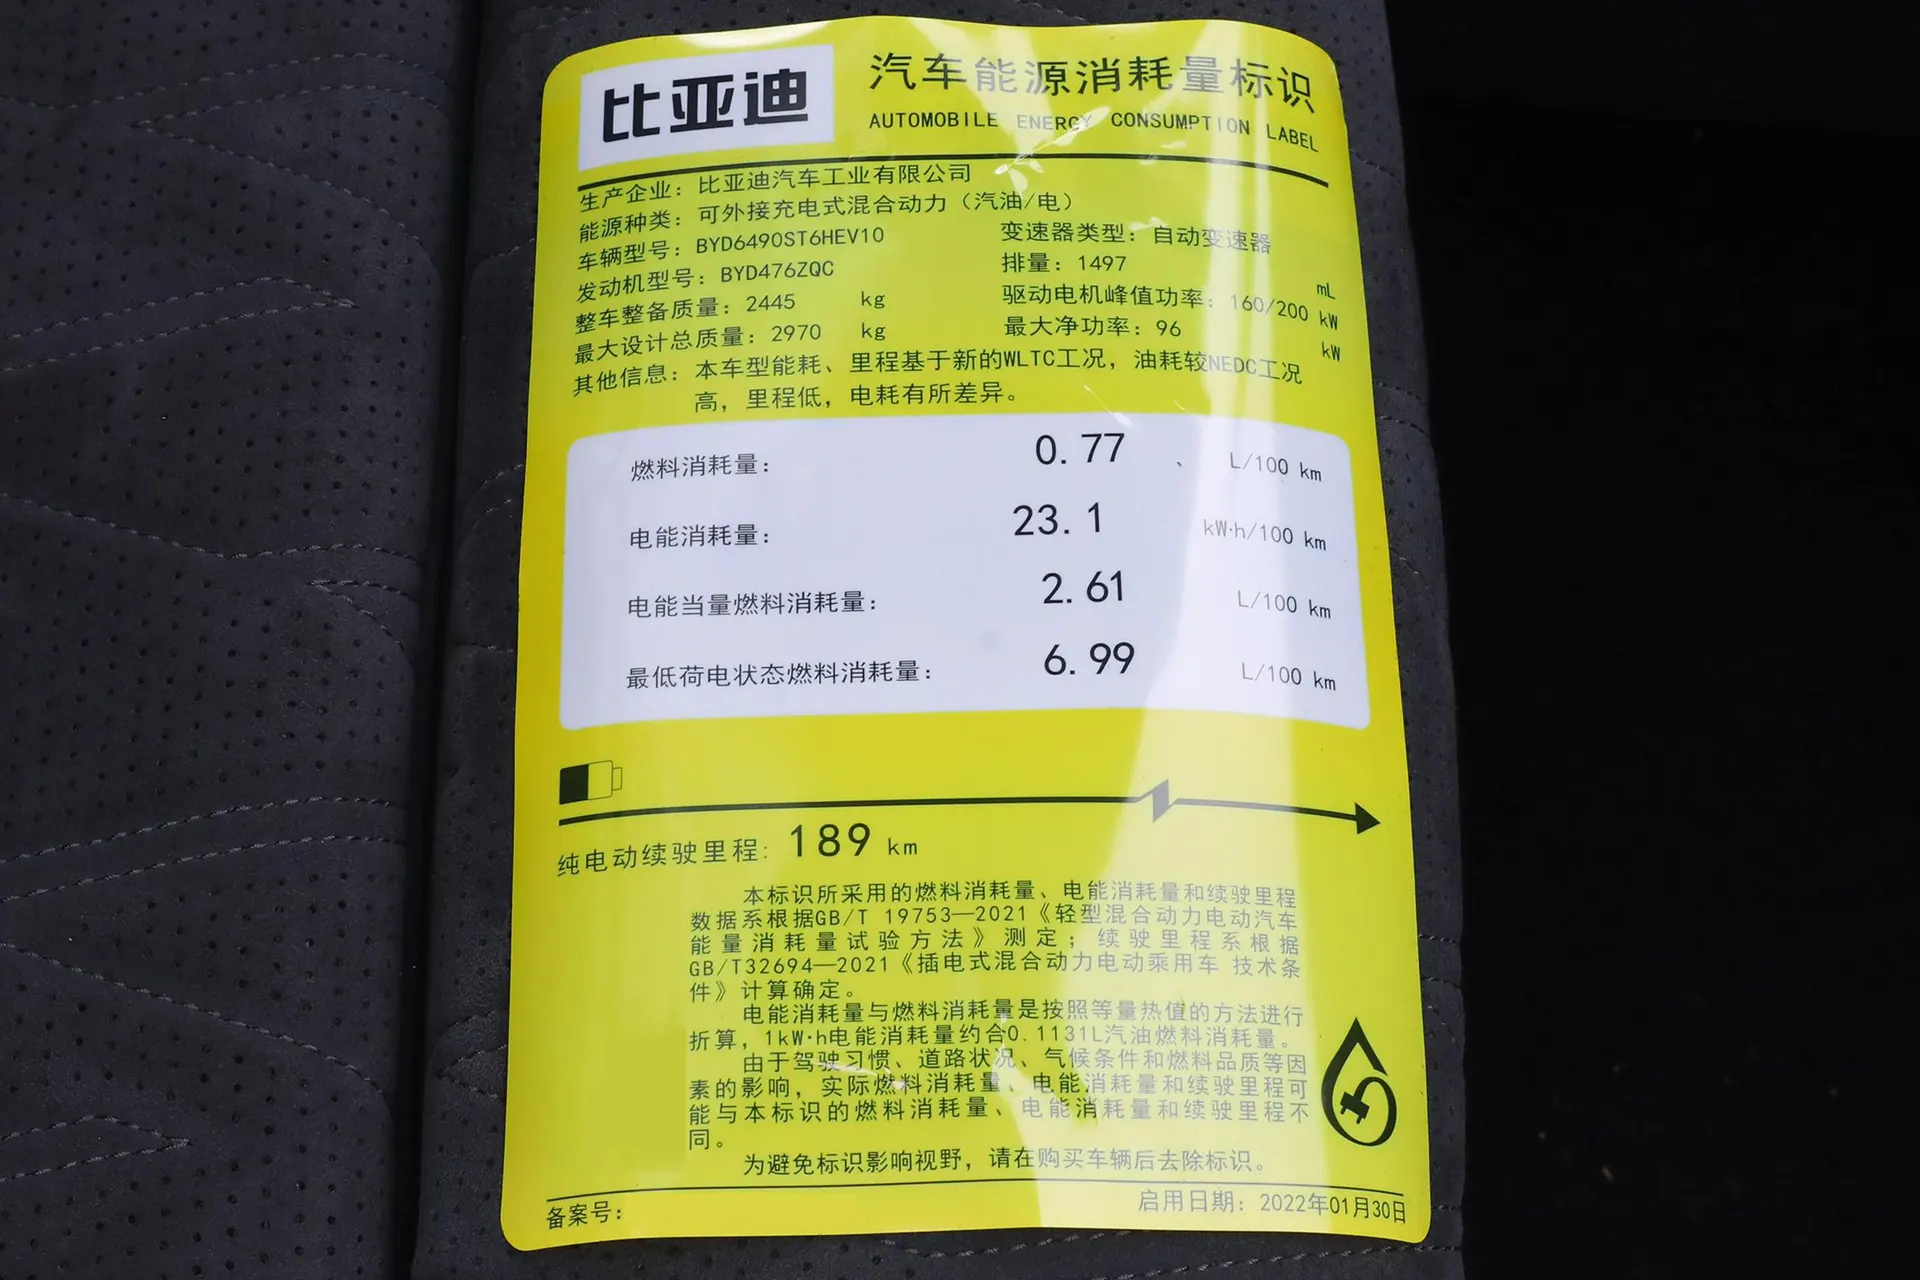 比亚迪
汽车能源消耗量标识
AUTOMOBILE ENERGY CONSUMPTION LABEL
生产企业：比亚迪汽车工业有限公司
能源种类：可外接充电式混合动力（汽油/电）
车辆型号：BYD6490ST6HEV10 变速器类型：自动变速器
发动机型号：BYD476ZQC 排量：1497 mL
整车整备质量：2445 kg 驱动电机峰值功率：160/200 kW
最大设计总质量：2970 kg 最大净功率：96 kW
其他信息：本车型能耗、里程基于新的WLTC工况，油耗较NEDC工况
高，里程低，电耗有所差异。
燃料消耗量： 0.77 L/100 km
电能消耗量： 23.1 kW·h/100 km
电能当量燃料消耗量： 2.61 L/100 km
最低荷电状态燃料消耗量： 6.99 L/100 km
纯电动续驶里程：189 km
本标识所采用的燃料消耗量、电能消耗量和续驶里程
数据系根据GB/T 19753—2021《轻型混合动力电动汽车
能量消耗量试验方法》测定；续驶里程系根据
GB/T32694—2021《插电式混合动力电动乘用车 技术条
件》计算确定。
电能消耗量与燃料消耗量是按照等量热值的方法进行
折算，1kW·h电能消耗量约合0.1131L汽油燃料消耗量。
由于驾驶习惯、道路状况、气候条件和燃料品质等因
素的影响，实际燃料消耗量、电能消耗量和续驶里程可
能与本标识的燃料消耗量、电能消耗量和续驶里程不
同。
为避免标识影响视野，请在购买车辆后去除标识。
备案号： 启用日期：2022年01月30日